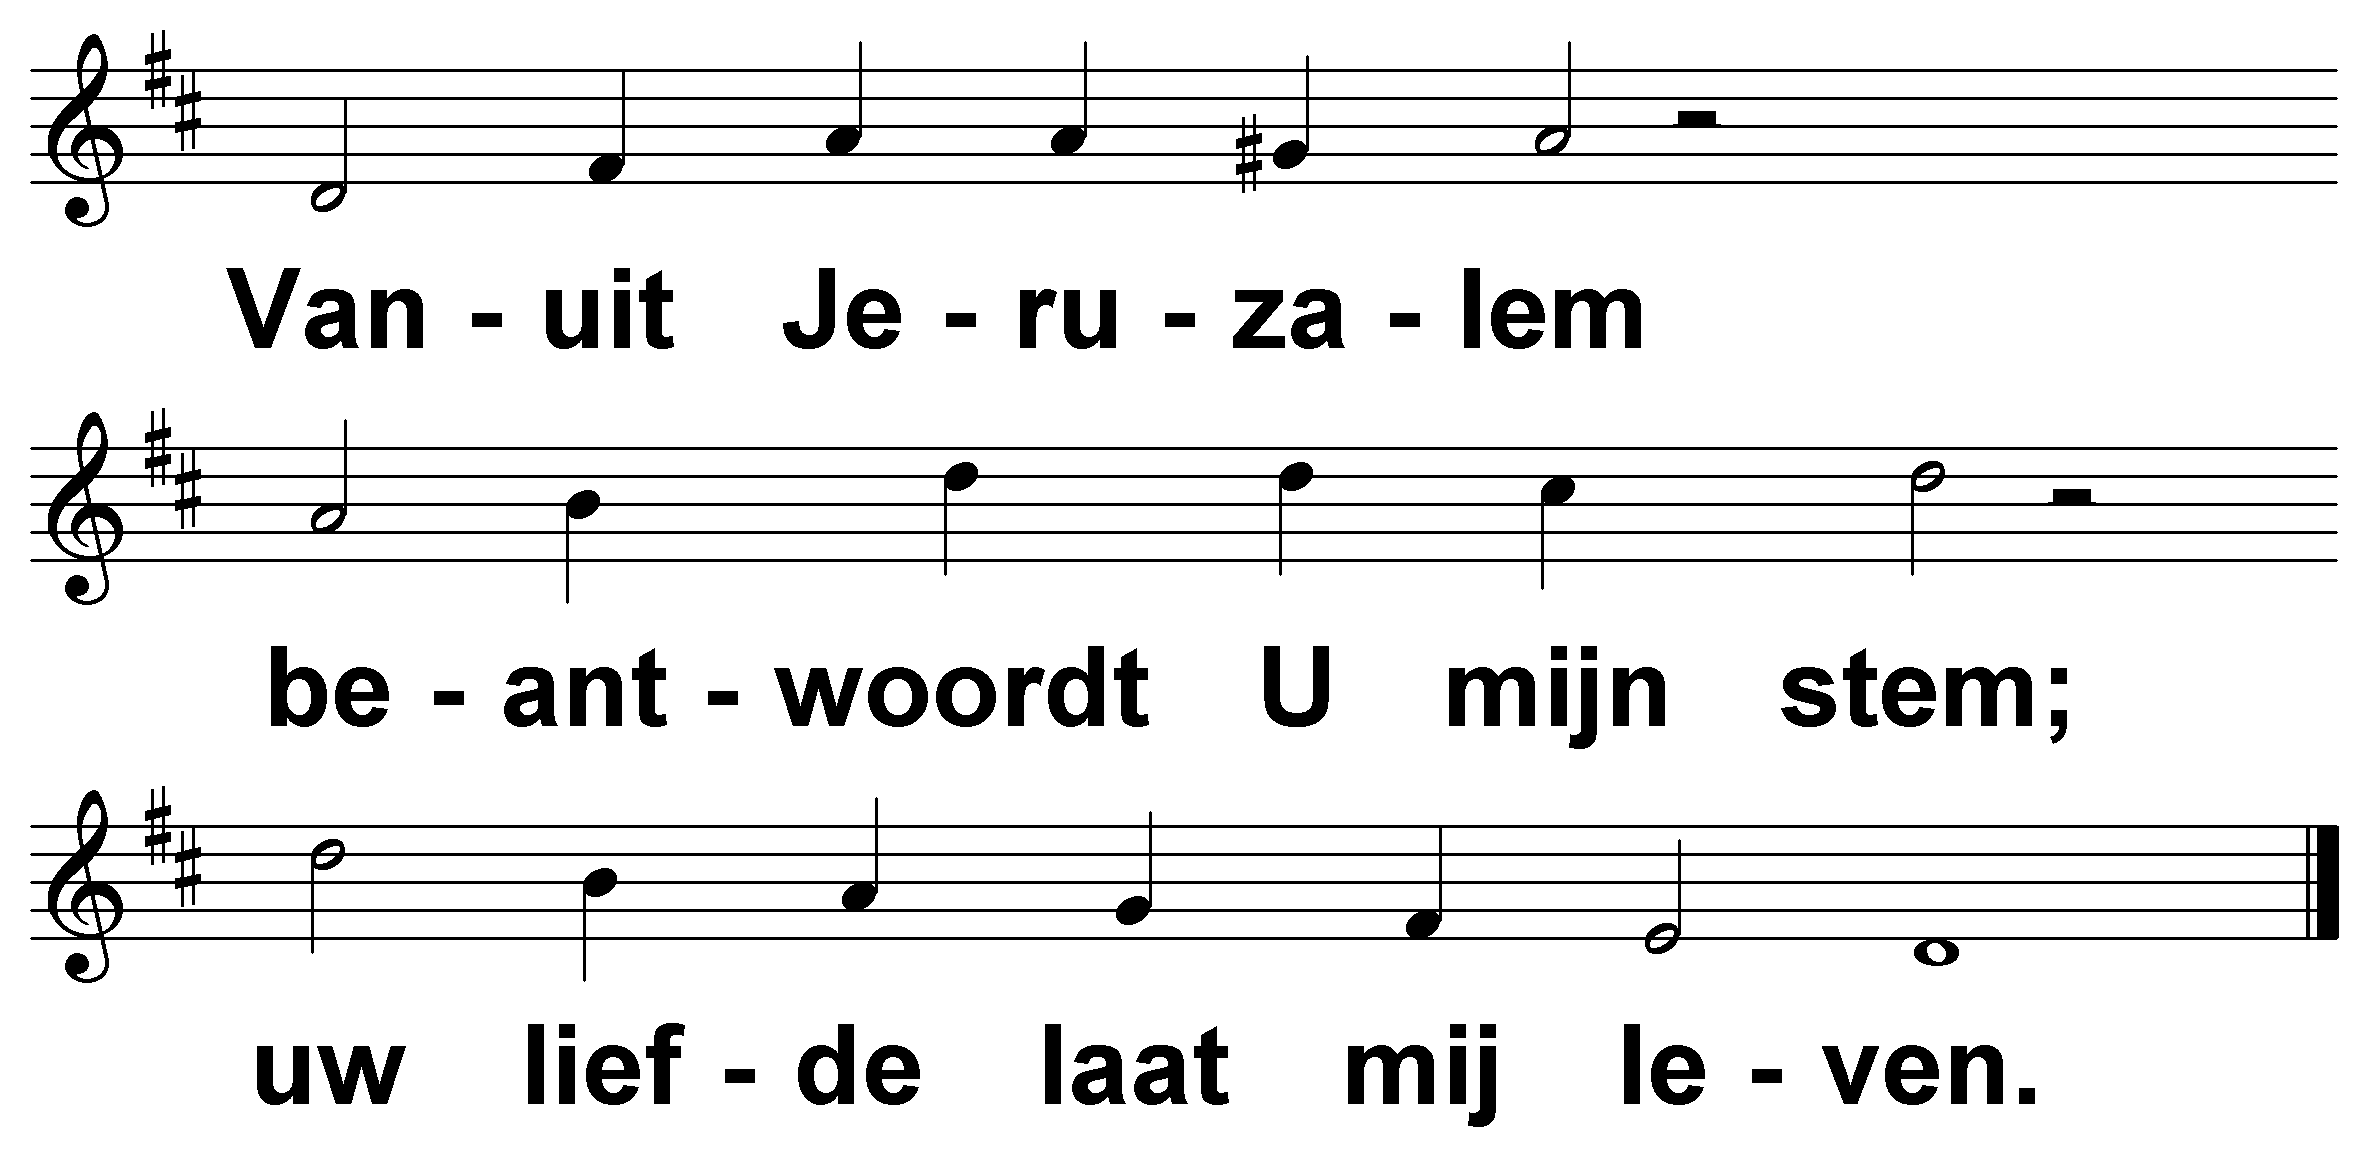 Van - uit Je - ru - za - lem
be - ant - woordt U mijn stem;
uw lief - de laat mij le - ven.